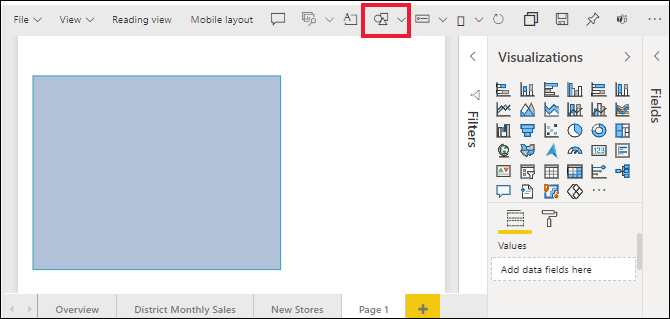 File View Reading view Mobile layout
Visualizations
Filters
Fields
123
Values
Add data fields here
Overview District Monthly Sales New Stores Page 1